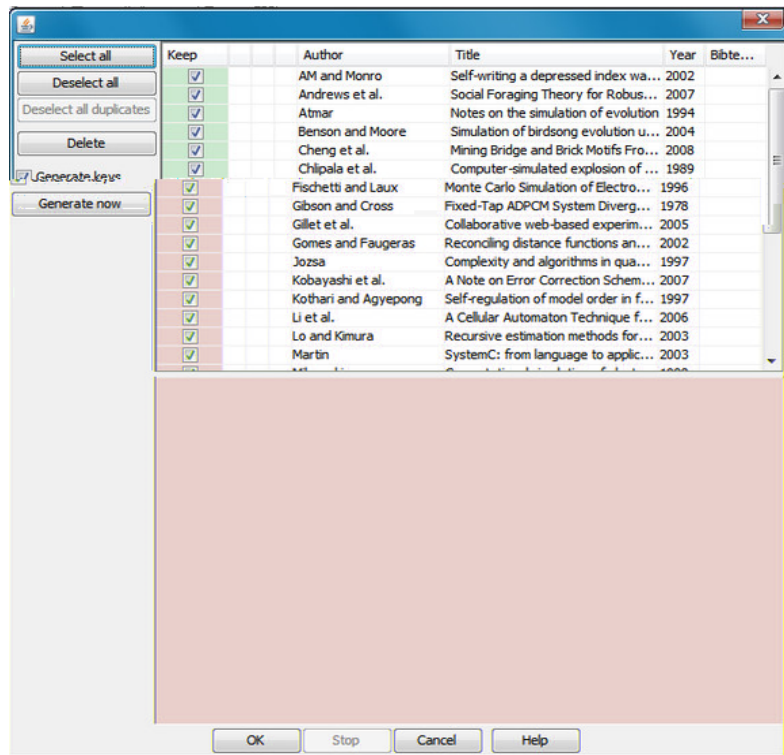 Select all
Deselect all
Deselect all duplicates
Delete
Generate keys
Generate now
Keep Author Title Year Bibte...
AM and Monro Self-writing a depressed index wa... 2002
Andrews et al. Social Foraging Theory for Robus... 2007
Atmar Notes on the simulation of evolution 1994
Benson and Moore Simulation of birdsong evolution u... 2004
Cheng et al. Mining Bridge and Brick Motifs Fro... 2008
Chlipala et al. Computer-simulated explosion of ... 1989
Fischetti and Laux Monte Carlo Simulation of Electro... 1996
Gibson and Cross Fixed-Tap ADPCM System Diverg... 1978
Gillet et al. Collaborative web-based experim... 2005
Gomes and Faugeras Reconciling distance functions an... 2002
Jozsa Complexity and algorithms in qua... 1997
Kobayashi et al. A Note on Error Correction Schem... 2007
Kothari and Agyepong Self-regulation of model order in f... 1997
Li et al. A Cellular Automaton Technique f... 2006
Lo and Kimura Recursive estimation methods for... 2003
Martin SystemC: from language to applic... 2003
OK Stop Cancel Help